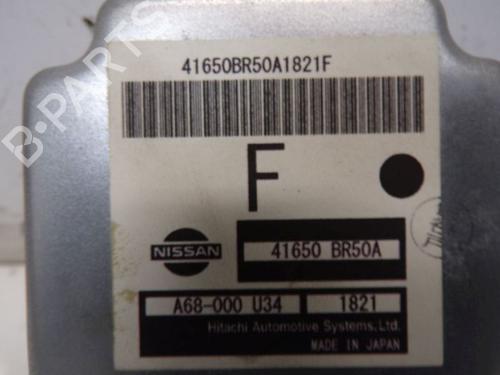 41650BR50A1821F
F
NISSAN
41650 BR50A
A68-000 U34
1821
Hitachi Automotive Systems,Ltd.
MADE IN JAPAN
B-PARTS